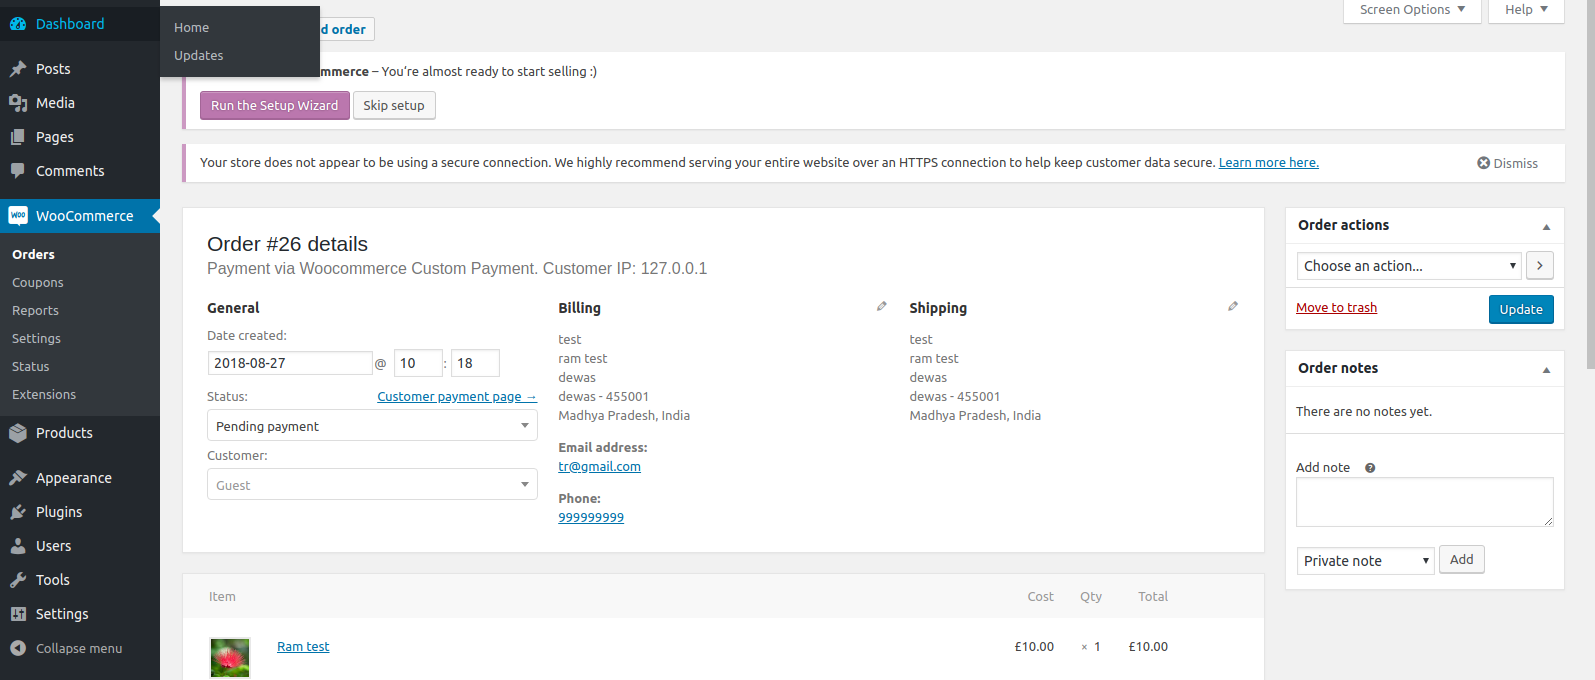 Dashboard
Home
Updates
Posts
Media
Pages
Comments
WooCommerce
Orders
Coupons
Reports
Settings
Status
Extensions
Products
Appearance
Plugins
Users
Tools
Settings
Collapse menu
d order
Screen Options
Help
mmerce – You're almost ready to start selling :)
Run the Setup Wizard
Skip setup
Your store does not appear to be using a secure connection. We highly recommend serving your entire website over an HTTPS connection to help keep customer data secure. Learn more here.
Dismiss
Order #26 details
Payment via Woocommerce Custom Payment. Customer IP: 127.0.0.1
General
Date created:
2018-08-27 @ 10 : 18
Status:
Customer payment page →
Pending payment
Customer:
Guest
Billing
test
ram test
dewas
dewas - 455001
Madhya Pradesh, India
Email address:
tr@gmail.com
Phone:
999999999
Shipping
test
ram test
dewas
dewas - 455001
Madhya Pradesh, India
Item Cost Qty Total
Ram test £10.00 × 1 £10.00
Order actions
Choose an action...
Move to trash
Update
Order notes
There are no notes yet.
Add note
Private note
Add